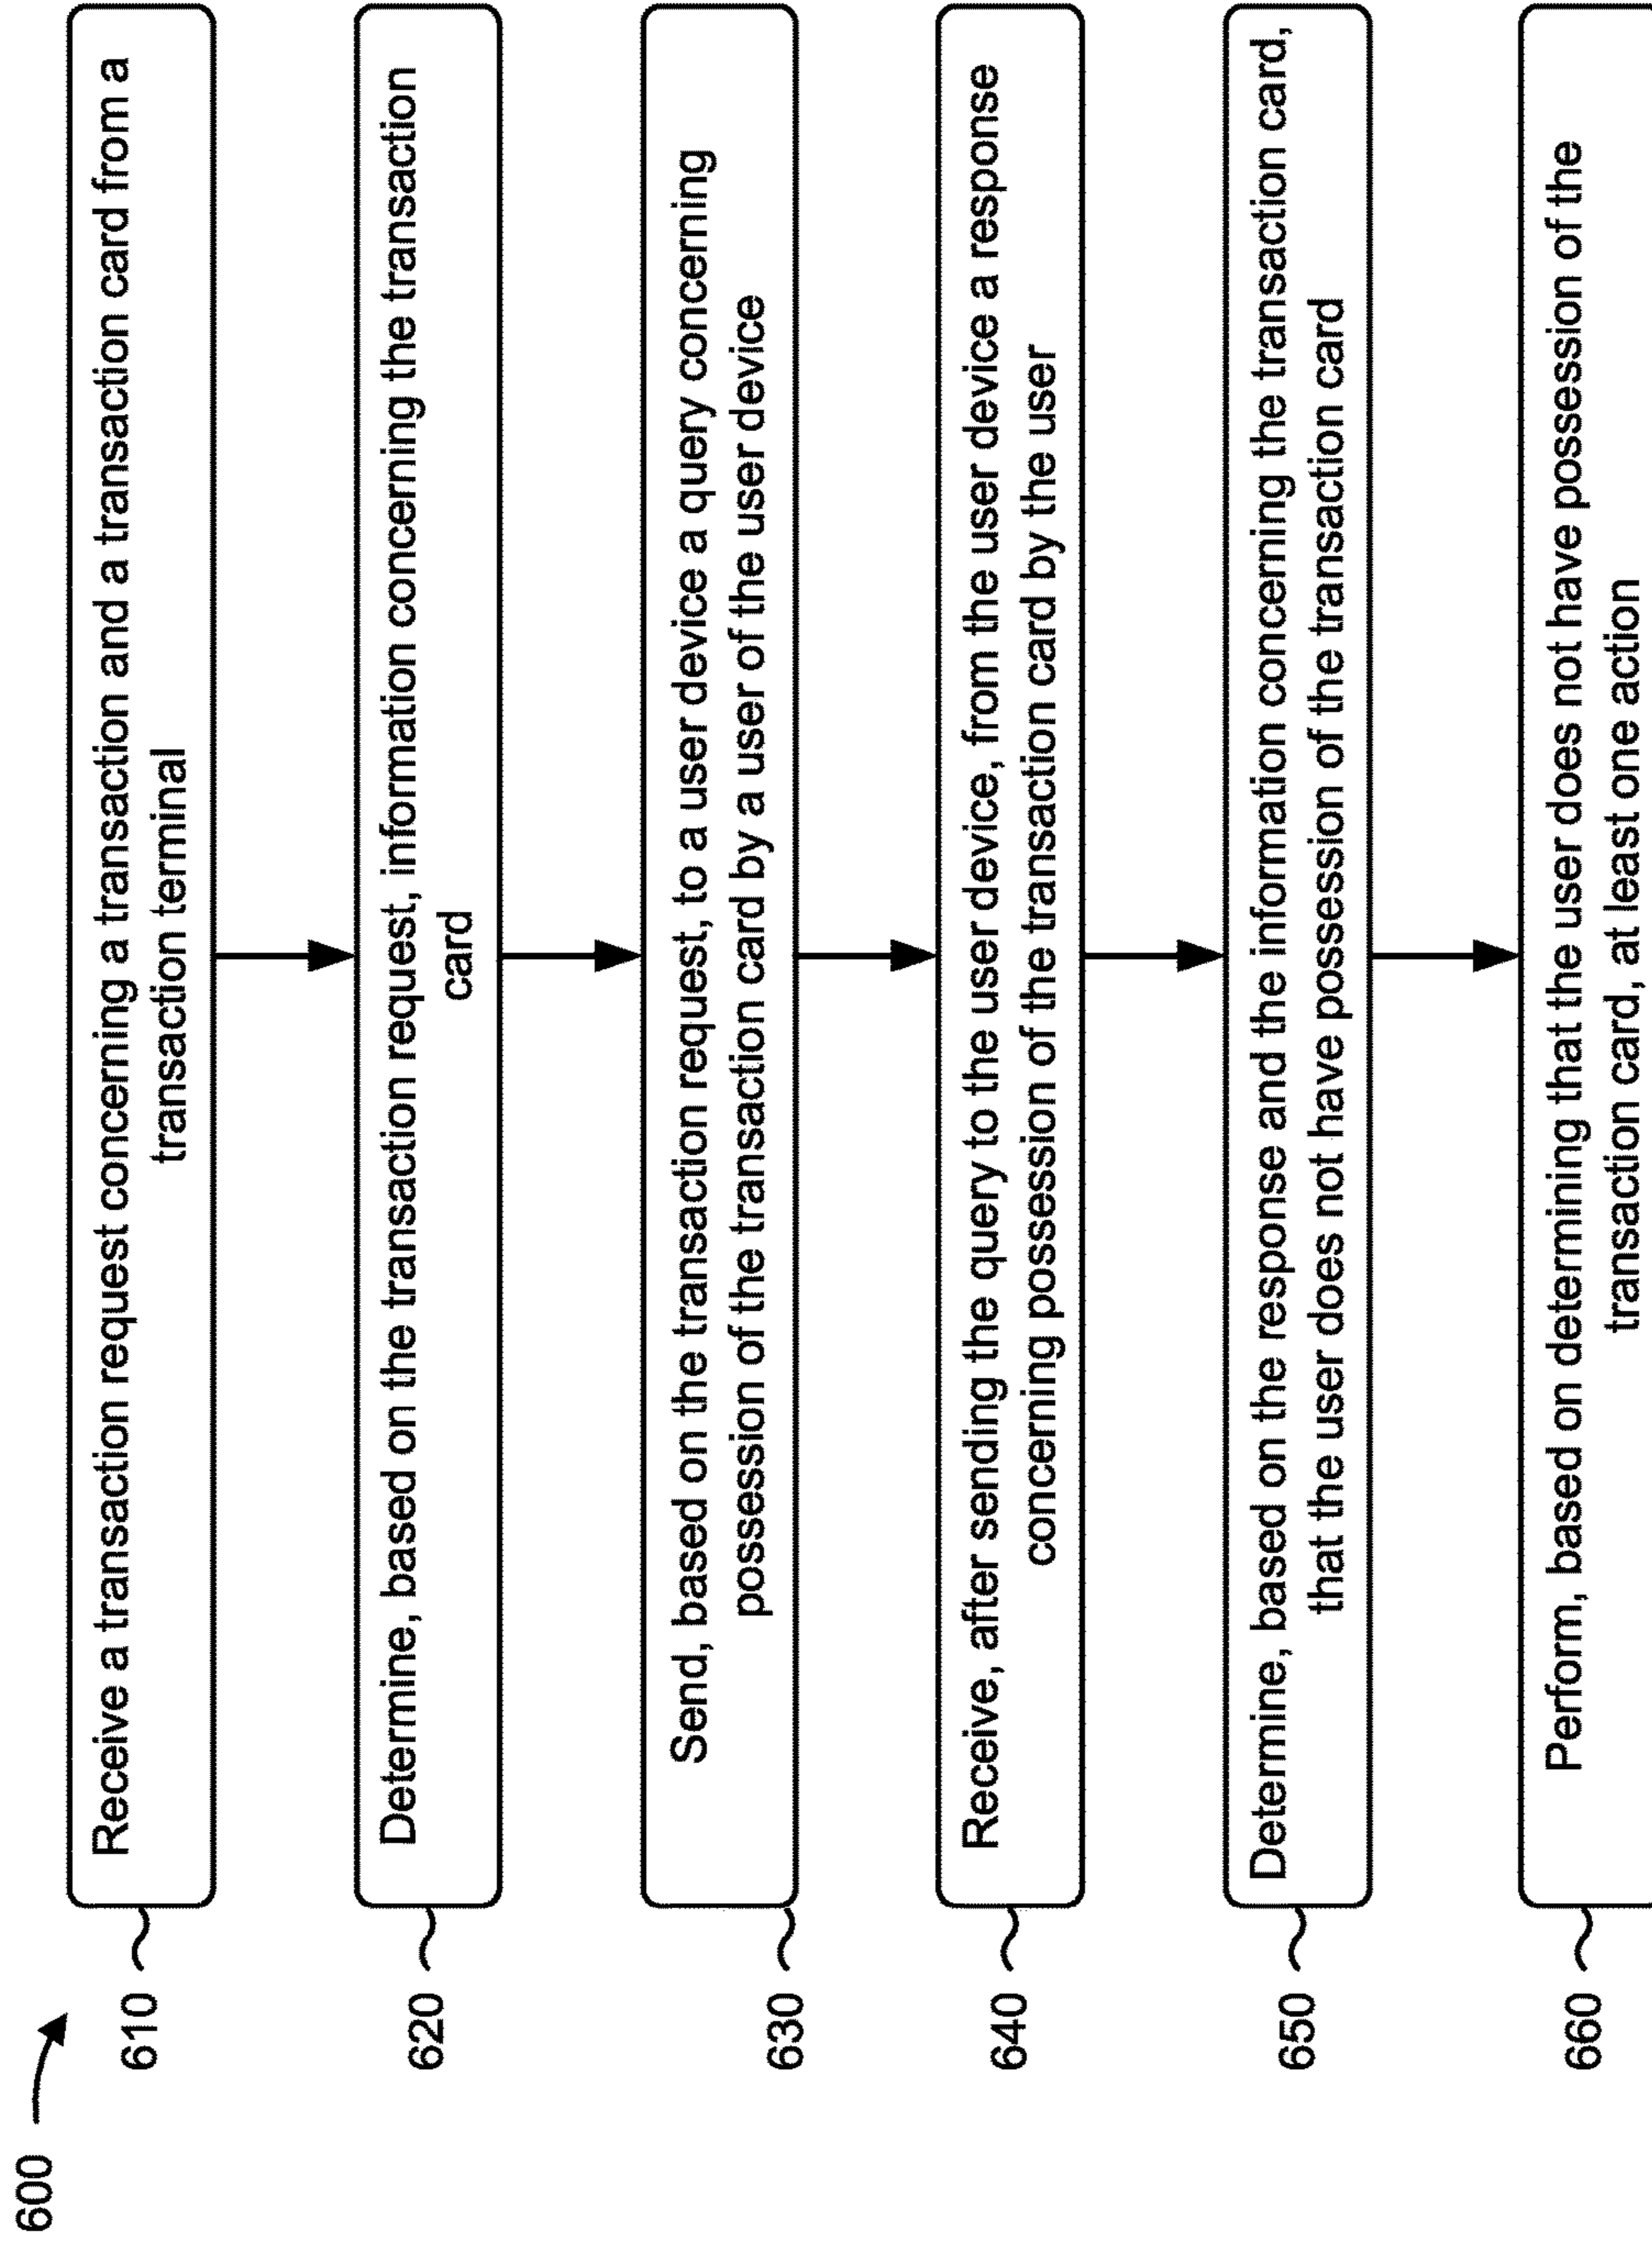 600
610
Receive a transaction request concerning a transaction and a transaction card from a
transaction terminal
620
Determine, based on the transaction request, information concerning the transaction
card
630
Send, based on the transaction request, to a user device a query concerning
possession of the transaction card by a user of the user device
640
Receive, after sending the query to the user device, from the user device a response
concerning possession of the transaction card by the user
650
Determine, based on the response and the information concerning the transaction card,
that the user does not have possession of the transaction card
660
Perform, based on determining that the user does not have possession of the
transaction card, at least one action